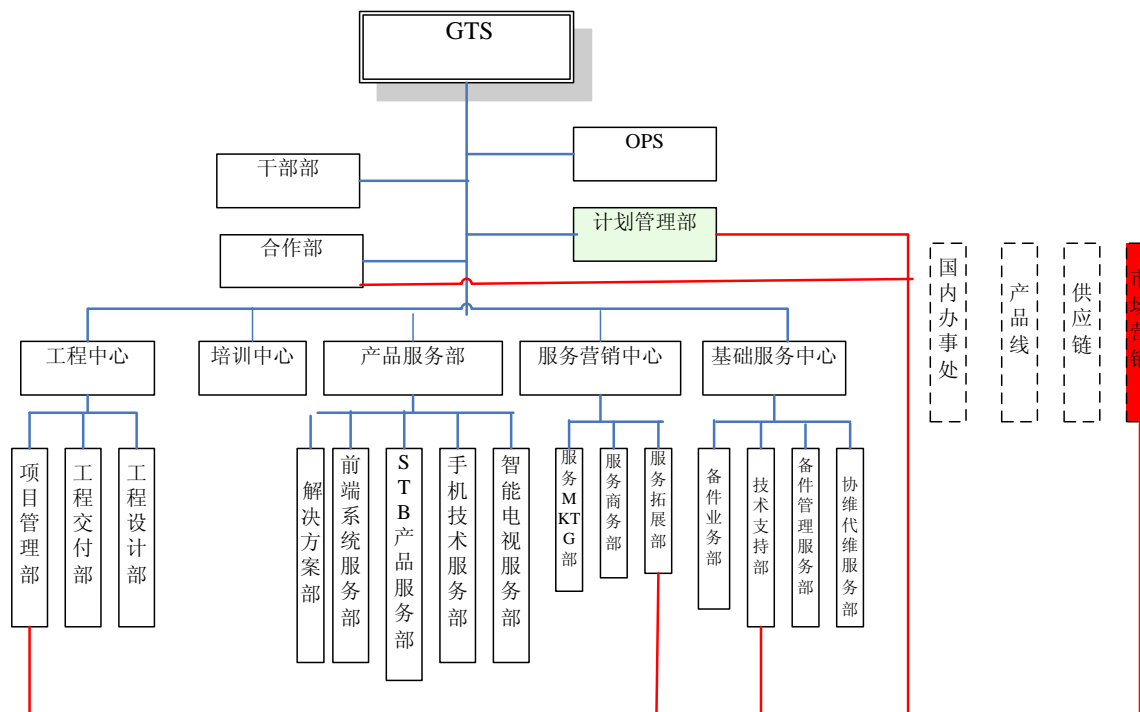 GTS
OPS
干部部
计划管理部
合作部
国内办事处
产品线
供应链
市场营销
工程中心
培训中心
产品服务部
服务营销中心
基础服务中心
项目管理部
工程交付部
工程设计部
解决方案部
前端系统服务部
STB产品服务部
手机技术服务部
智能电视服务部
服务MKTG部
服务商务部
服务拓展部
备件业务部
技术支持部
备件管理服务部
协维代维服务部